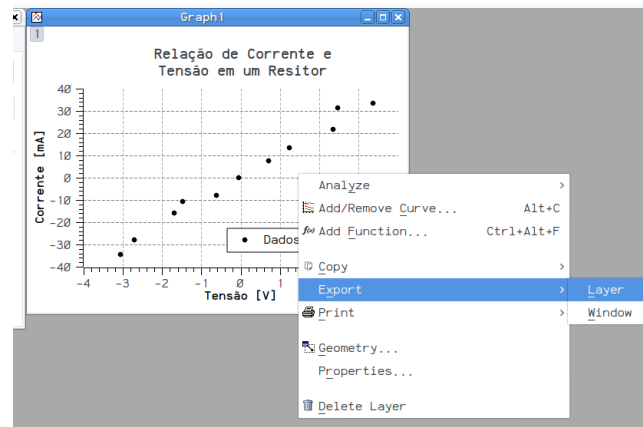 Graph1
1
Relação de Corrente e
Tensão em um Resitor
40
30
20
10
0
-10
-20
-30
-40
Corrente [mA]
-4 -3 -2 -1 0 1
Tensão [V]
Dados
Analyze
Add/Remove Curve... Alt+C
f(x) Add Function... Ctrl+Alt+F
Copy
Export
Layer
Print
Window
Geometry...
Properties...
Delete Layer